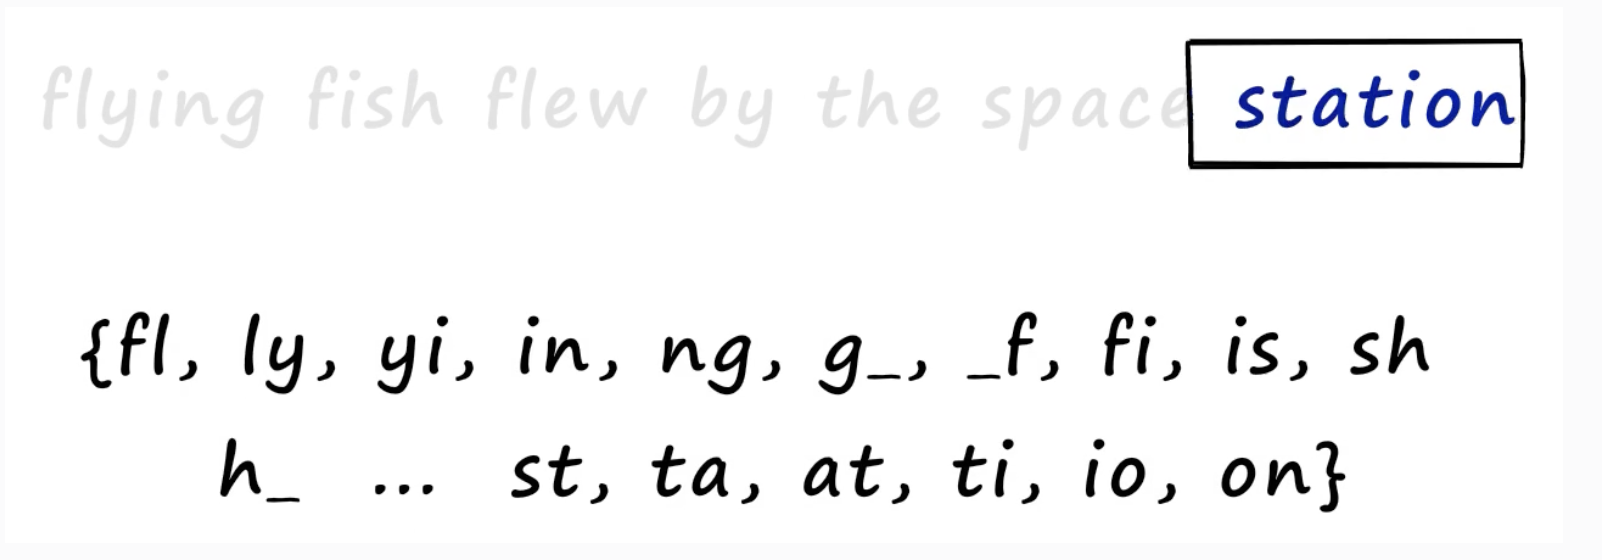 flying fish flew by the space station
{fl, ly, yi, in, ng, g_, _f, fi, is, sh
h_ ... st, ta, at, ti, io, on}